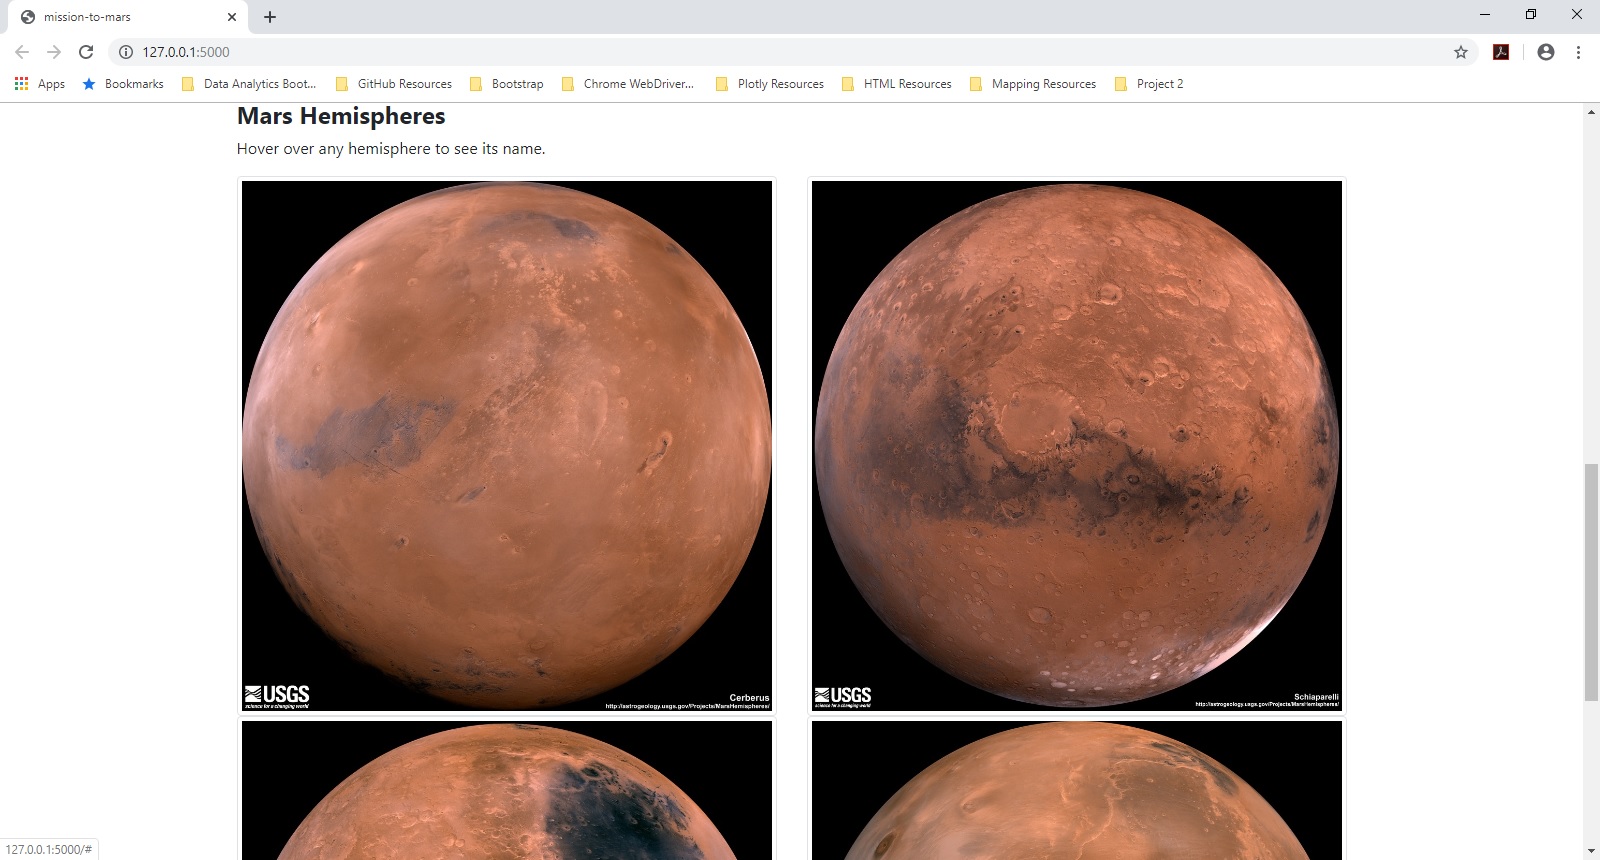 mission-to-mars
127.0.0.1:5000
Apps
Bookmarks
Data Analytics Boot...
GitHub Resources
Bootstrap
Chrome WebDriver...
Plotly Resources
HTML Resources
Mapping Resources
Project 2
Mars Hemispheres
Hover over any hemisphere to see its name.
USGS
science for a changing world
Cerberus
http://astrogeology.usgs.gov/Projects/MarsHemispheres/
USGS
science for a changing world
Schiaparelli
http://astrogeology.usgs.gov/Projects/MarsHemispheres/
127.0.0.1:5000/#